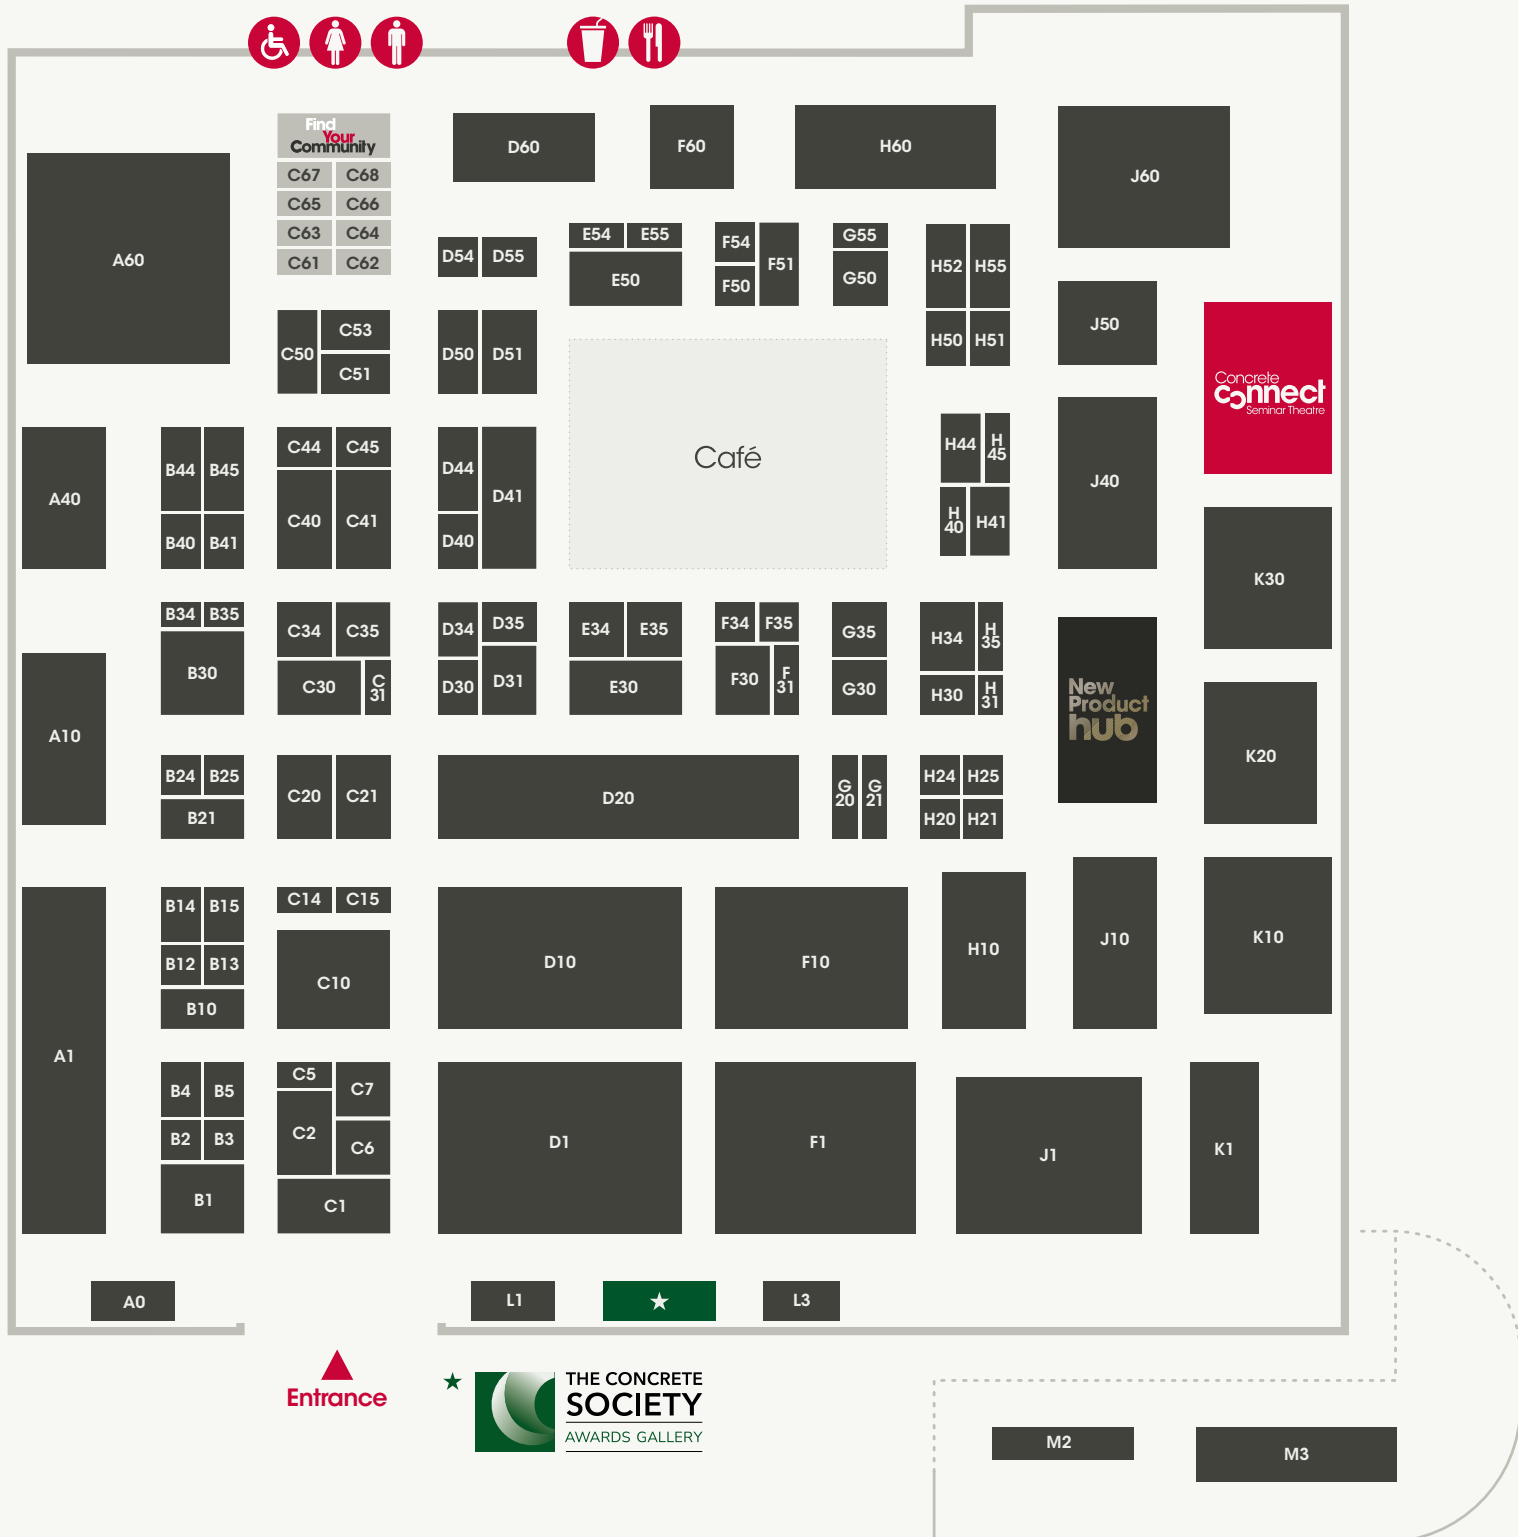 Find
Your
Community
C67 C68
C65 C66
C63 C64
C61 C62
D60
F60
H60
J60
A60
D54 D55
E54 E55
E50
F54
F50
F51
G55
G50
H52 H55
H50 H51
J50
C50
C53
C51
D50 D51
Café
Concrete
connect
Seminar Theatre
A40
B44 B45
B40 B41
C44 C45
C40 C41
D44
D40
D41
H44
H
45
H
40
H41
J40
K30
B34 B35
B30
C34 C35
C30
C
31
D34
D30
D35
D31
E34 E35
E30
F34 F35
F30
F
31
G35
G30
H34
H
35
H30
H
31
New
Product
hub
A10
K20
B24 B25
B21
C20 C21
D20
G
20
G
21
H24 H25
H20 H21
A1
B14 B15
B12 B13
B10
C14 C15
C10
D10
F10
H10
J10
K10
B4 B5
B2 B3
B1
C5
C2
C7
C6
C1
D1
F1
J1
K1
A0
L1
L3
Entrance
THE CONCRETE
SOCIETY
AWARDS GALLERY
M2
M3